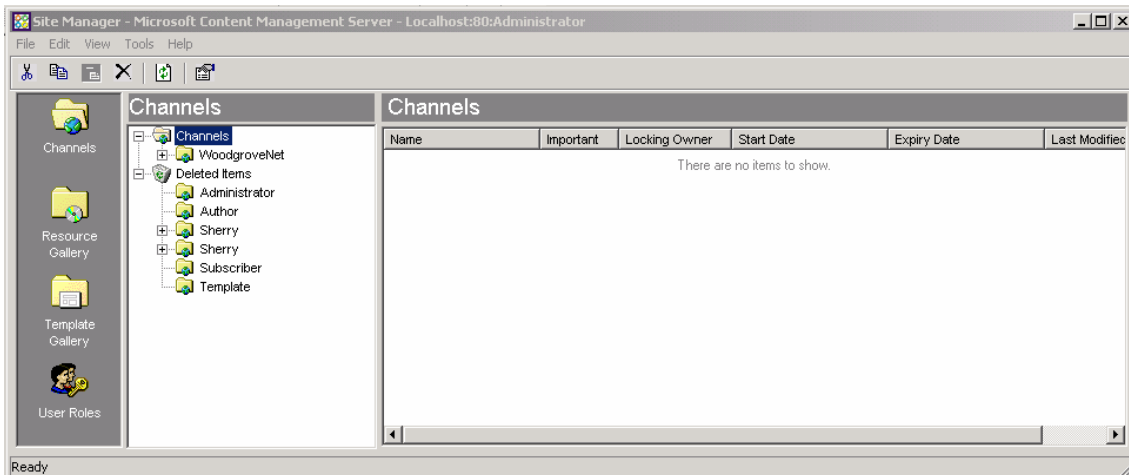 Site Manager - Microsoft Content Management Server - Localhost:80:Administrator
File Edit View Tools Help
Channels
Resource
Gallery
Template
Gallery
User Roles
Channels
Channels
WoodgroveNet
Deleted Items
Administrator
Author
Sherry
Sherry
Subscriber
Template
Channels
Name Important Locking Owner Start Date Expiry Date Last Modified
There are no items to show.
Ready